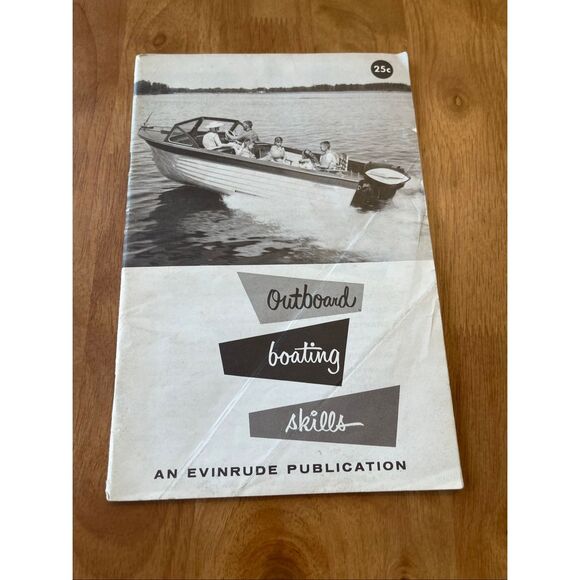 25¢
Outboard
boating
skills
AN EVINRUDE PUBLICATION